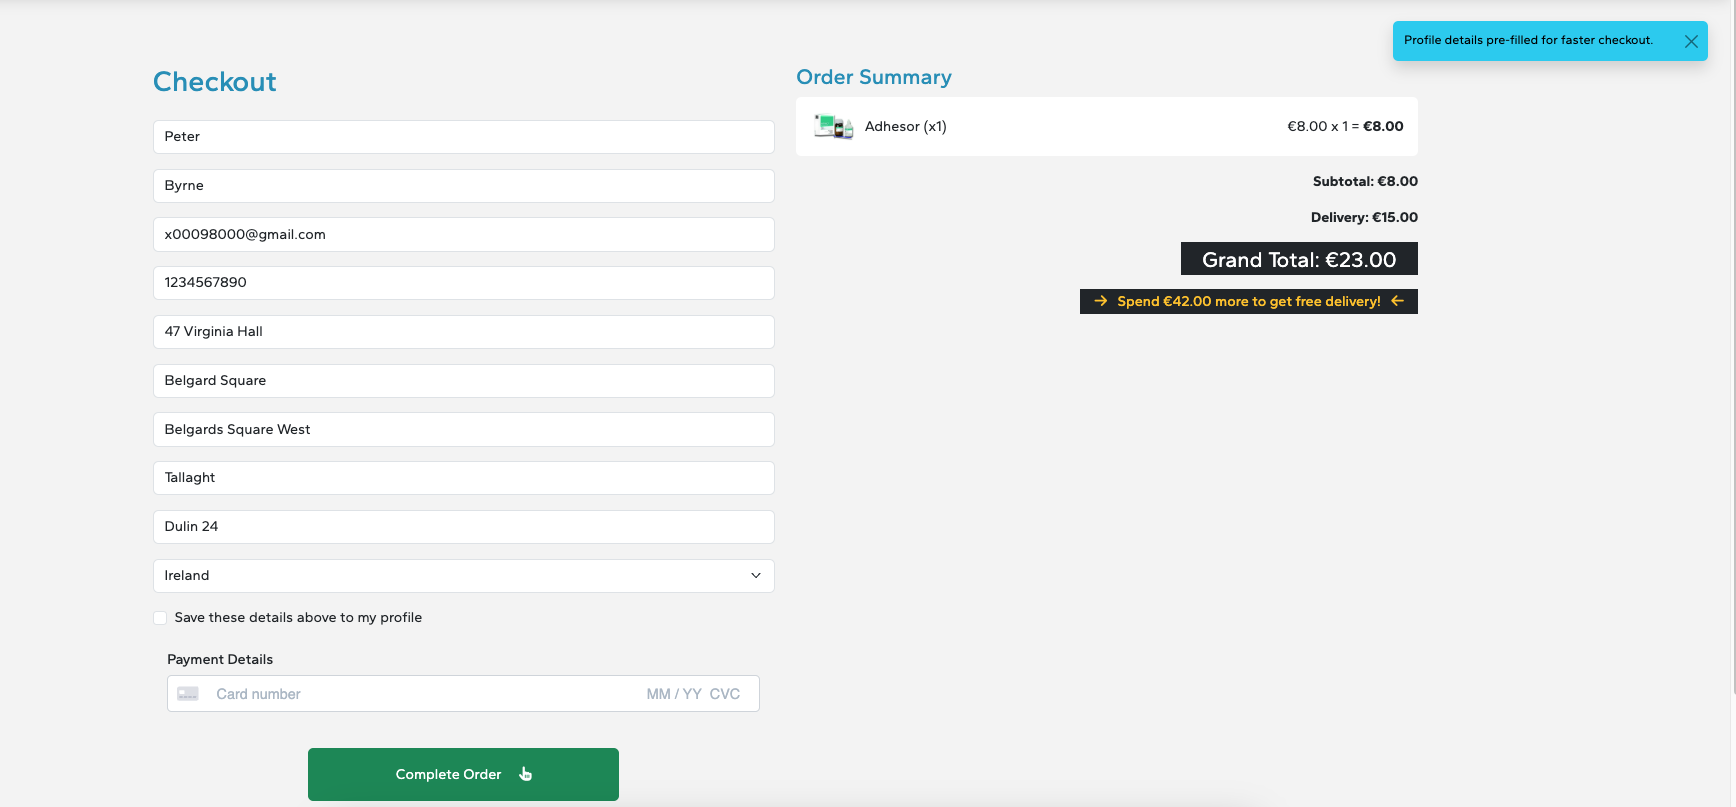 Profile details pre-filled for faster checkout.
Checkout
Peter
Byrne
x00098000@gmail.com
1234567890
47 Virginia Hall
Belgard Square
Belgards Square West
Tallaght
Dulin 24
Ireland
Save these details above to my profile
Payment Details
Card number MM / YY CVC
Complete Order
Order Summary
Adhesor (x1) €8.00 x 1 = €8.00
Subtotal: €8.00
Delivery: €15.00
Grand Total: €23.00
→ Spend €42.00 more to get free delivery! ←